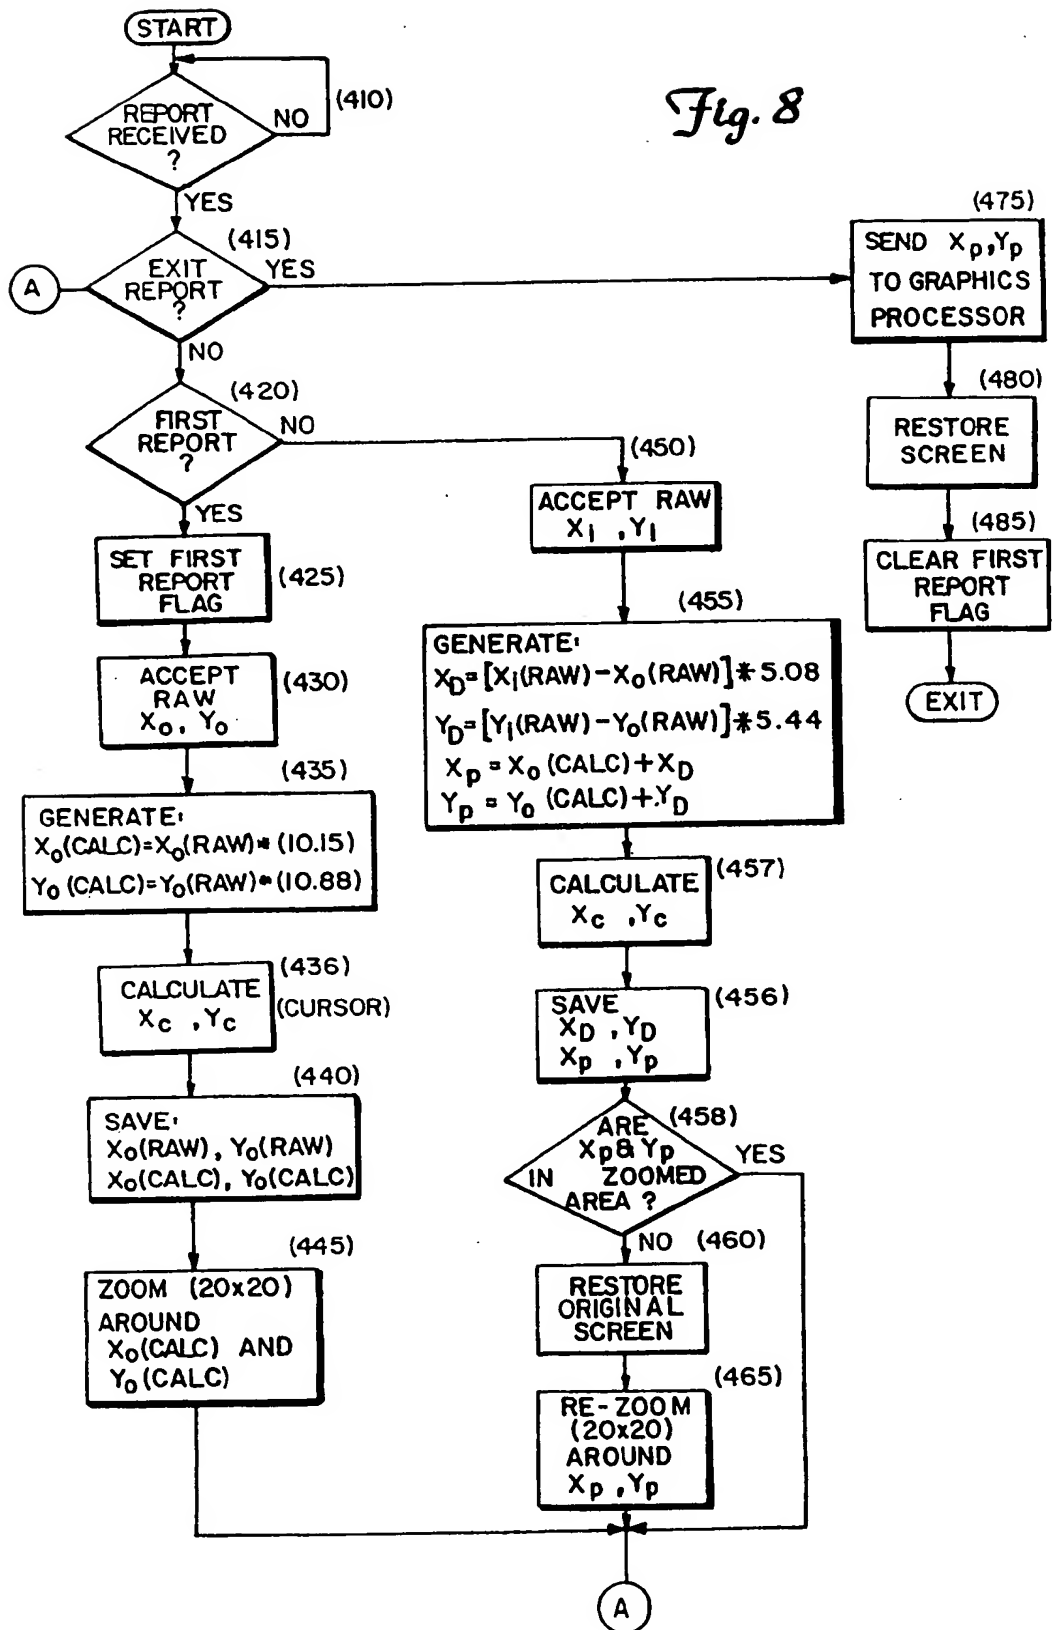 START
Fig. 8
REPORT
RECEIVED
?
NO
(410)
YES
A
EXIT
REPORT
?
(415)
YES
NO
FIRST
REPORT
?
(420)
NO
YES
SET FIRST
REPORT
FLAG
(425)
ACCEPT
RAW
X₀, Y₀
(430)
(435)
GENERATE:
X₀(CALC)=X₀(RAW)*(10.15)
Y₀(CALC)=Y₀(RAW)*(10.88)
CALCULATE
Xc ,Yc
(436)
(CURSOR)
(440)
SAVE:
X₀(RAW), Y₀(RAW)
X₀(CALC), Y₀(CALC)
(445)
ZOOM (20x20)
AROUND
X₀(CALC) AND
Y₀(CALC)
(450)
ACCEPT RAW
X₁ ,Y₁
(455)
GENERATE:
X_D=[X₁(RAW)-X₀(RAW)]*5.08
Y_D=[Y₁(RAW)-Y₀(RAW)]*5.44
Xp=X₀(CALC)+X_D
Yp=Y₀(CALC)+Y_D
CALCULATE
Xc ,Yc
(457)
SAVE
X_D ,Y_D
Xp ,Yp
(456)
ARE
Xp& Yp
IN ZOOMED
AREA ?
(458)
YES
NO
(460)
RESTORE
ORIGINAL
SCREEN
(465)
RE-ZOOM
(20x20)
AROUND
Xp ,Yp
A
(475)
SEND Xp,Yp
TO GRAPHICS
PROCESSOR
(480)
RESTORE
SCREEN
(485)
CLEAR FIRST
REPORT
FLAG
EXIT